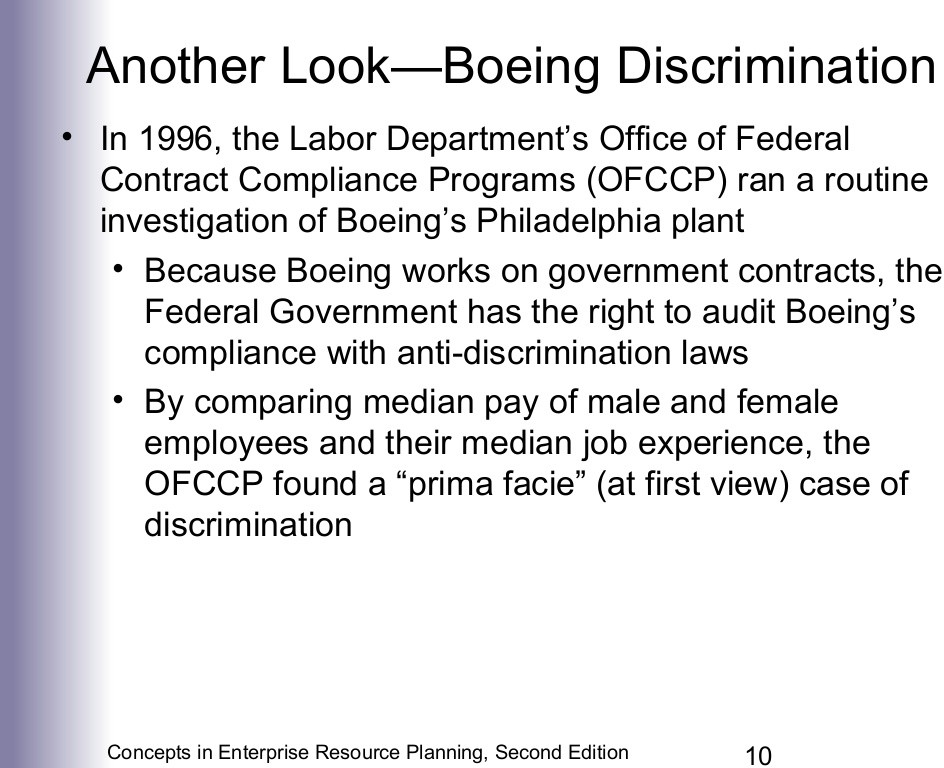 Another Look—Boeing Discrimination
• In 1996, the Labor Department’s Office of Federal
Contract Compliance Programs (OFCCP) ran a routine
investigation of Boeing’s Philadelphia plant
• Because Boeing works on government contracts, the
Federal Government has the right to audit Boeing’s
compliance with anti-discrimination laws
• By comparing median pay of male and female
employees and their median job experience, the
OFCCP found a “prima facie” (at first view) case of
discrimination
Concepts in Enterprise Resource Planning, Second Edition 10